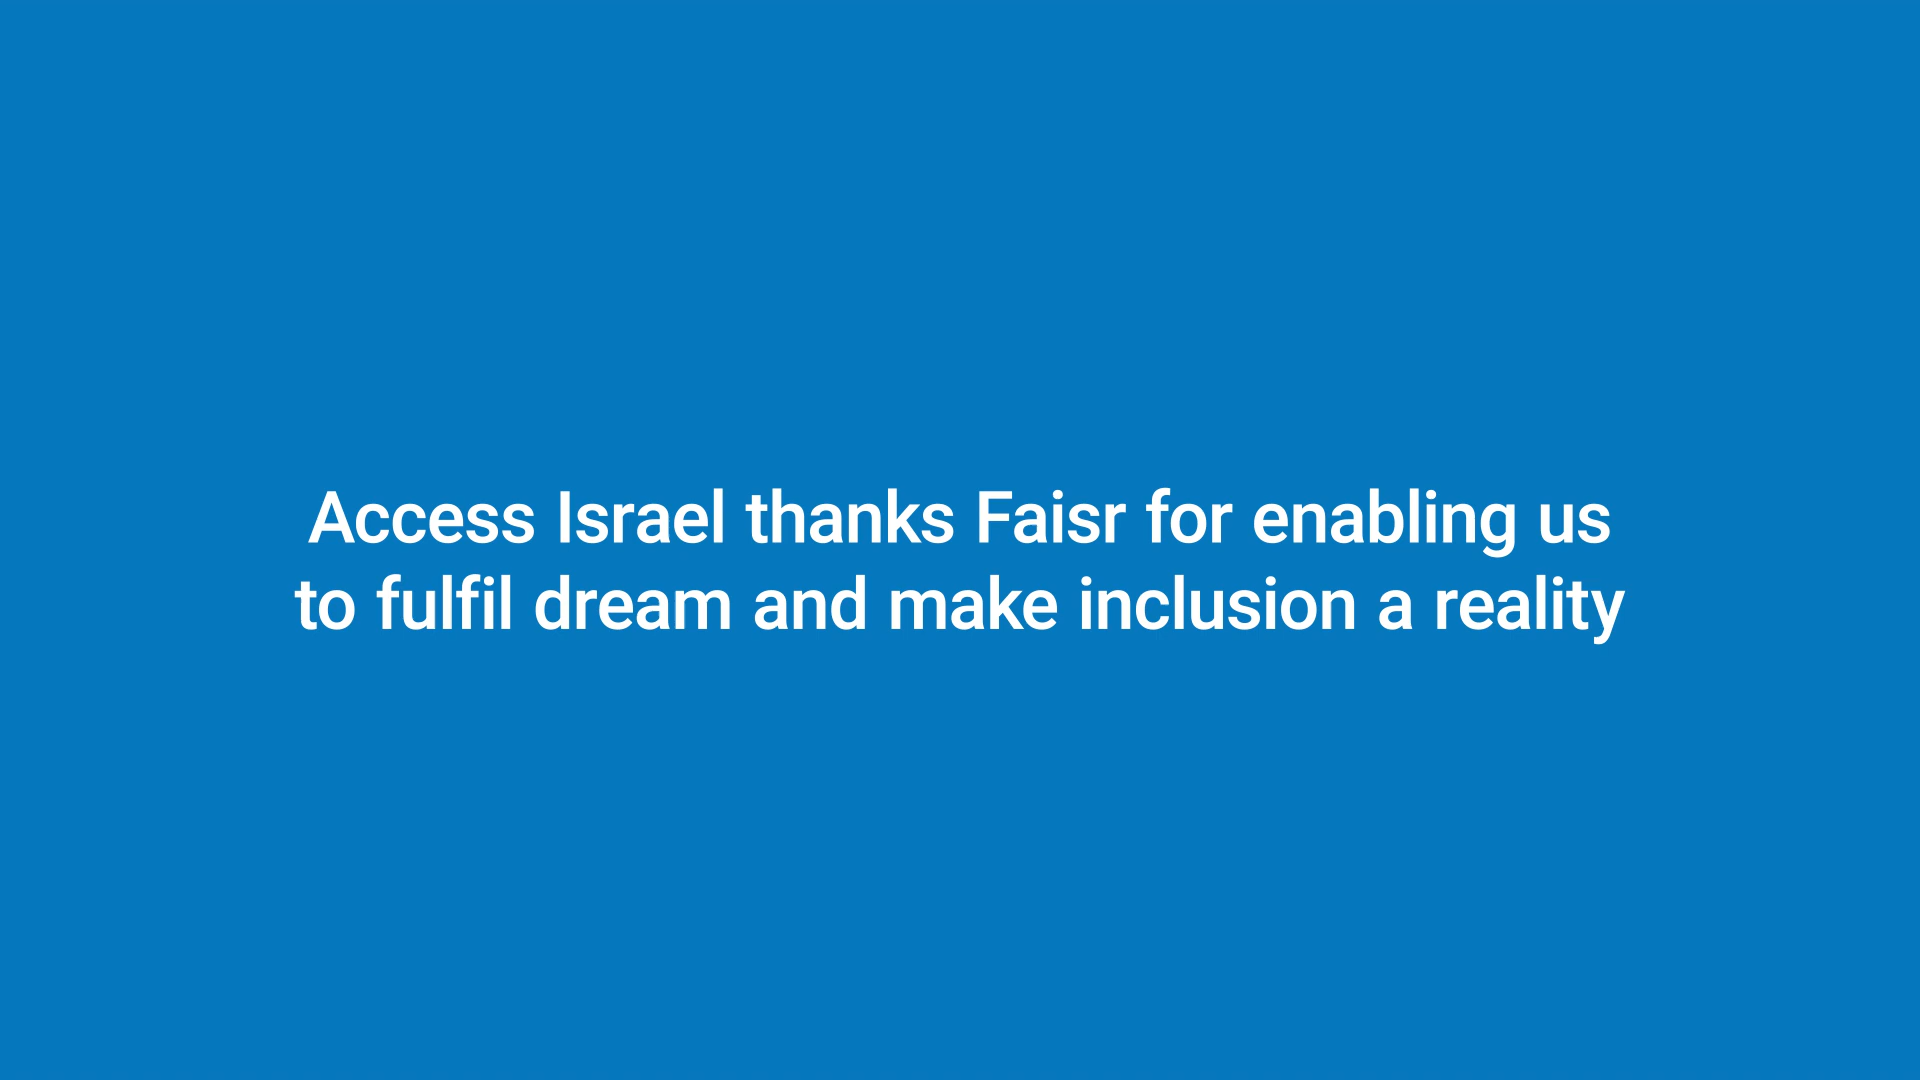 Access Israel thanks Faisr for enabling us
to fulfil dream and make inclusion a reality